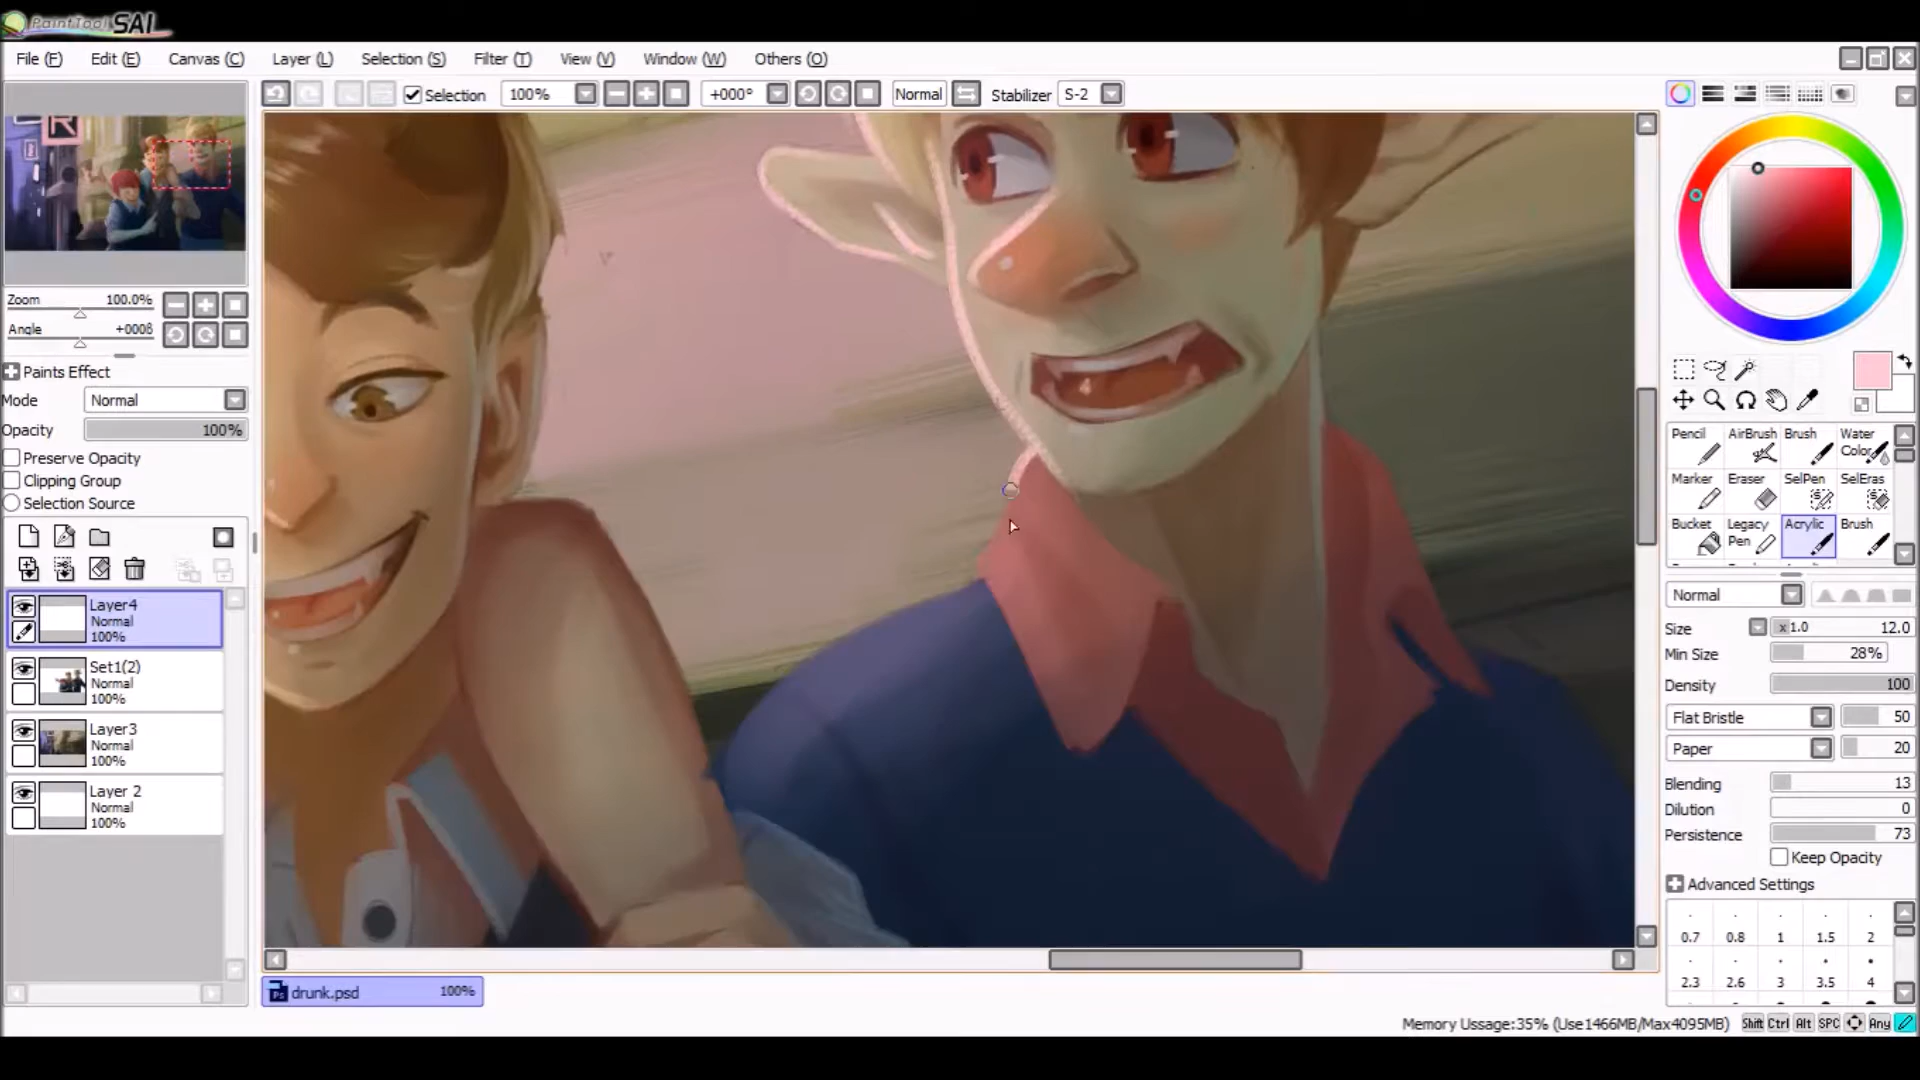 PaintTool SAI
File (F) Edit (E) Canvas (C) Layer (L) Selection (S) Filter (T) View (V) Window (W) Others (O)
Selection 100% +000° Normal Stabilizer S-2
R
Zoom 100.0%
Angle +000ß
Paints Effect
Mode Normal
Opacity 100%
Preserve Opacity
Clipping Group
Selection Source
Layer4
Normal
100%
Set1(2)
Normal
100%
Layer3
Normal
100%
Layer 2
Normal
100%
drunk.psd 100%
Pencil AirBrush Brush Water
Color
Marker Eraser SelPen SelEras
Bucket Legacy Acrylic Brush
Pen
Normal
Size x1.0 12.0
Min Size 28%
Density 100
Flat Bristle 50
Paper 20
Blending 13
Dilution 0
Persistence 73
Keep Opacity
Advanced Settings
0.7 0.8 1 1.5 2
2.3 2.6 3 3.5 4
Memory Ussage:35% (Use1466MB/Max4095MB) Shift Ctrl Alt SPC Any